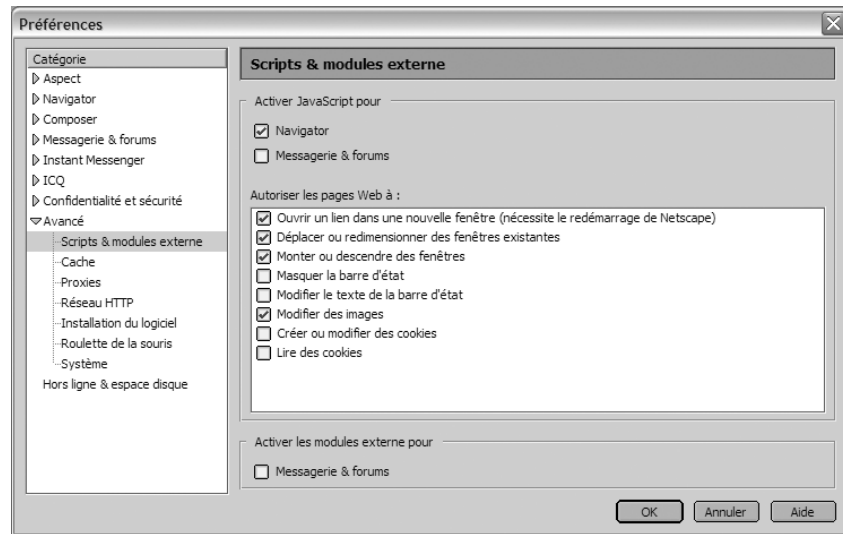 Préférences
Catégorie
Aspect
Navigator
Composer
Messagerie & forums
Instant Messenger
ICQ
Confidentialité et sécurité
Avancé
Scripts & modules externe
Cache
Proxies
Réseau HTTP
Installation du logiciel
Roulette de la souris
Système
Hors ligne & espace disque
Scripts & modules externe
Activer JavaScript pour
Navigator
Messagerie & forums
Autoriser les pages Web à :
Ouvrir un lien dans une nouvelle fenêtre (nécessite le redémarrage de Netscape)
Déplacer ou redimensionner des fenêtres existantes
Monter ou descendre des fenêtres
Masquer la barre d'état
Modifier le texte de la barre d'état
Modifier des images
Créer ou modifier des cookies
Lire des cookies
Activer les modules externe pour
Messagerie & forums
OK
Annuler
Aide